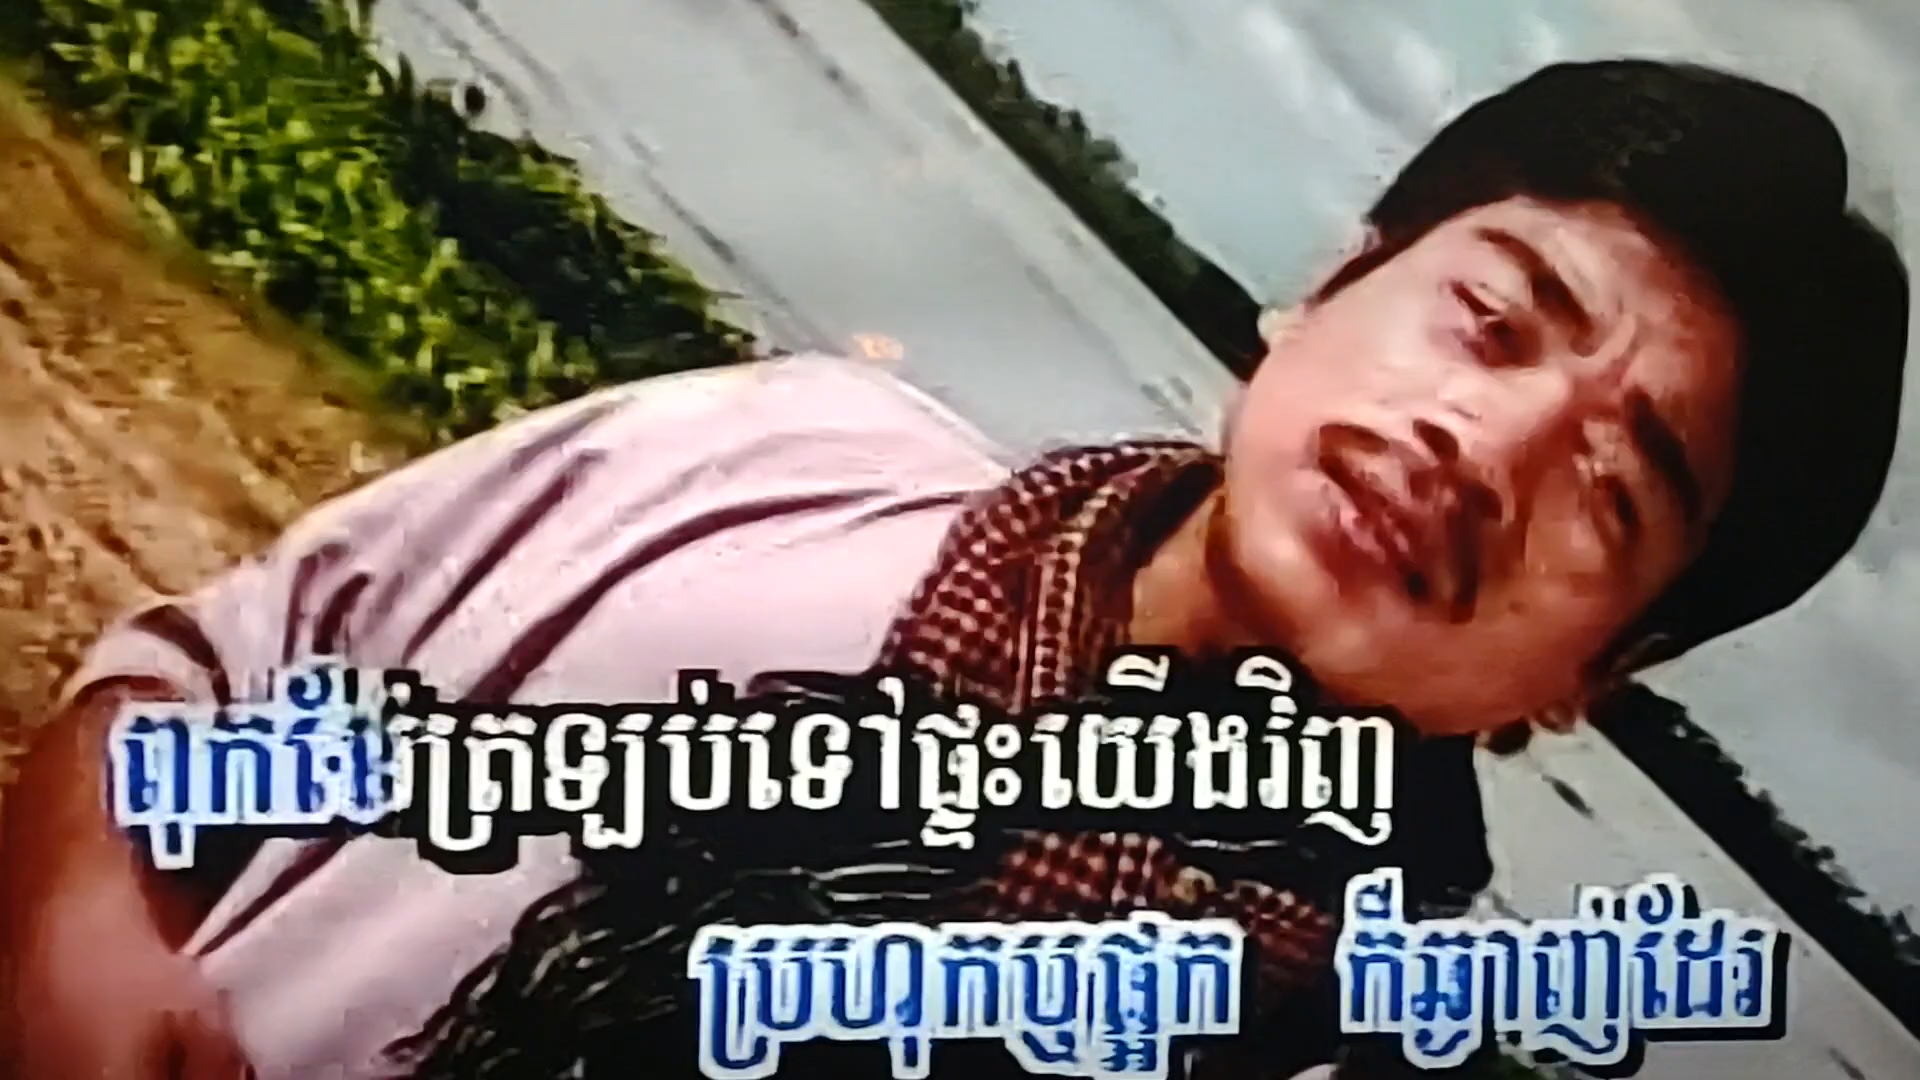 ពុកម៉ែត្រឡប់ទៅផ្ទះយើងវិញ
ប្រហុកឬផ្អក ក៏ឆ្ងាញ់ដែរ